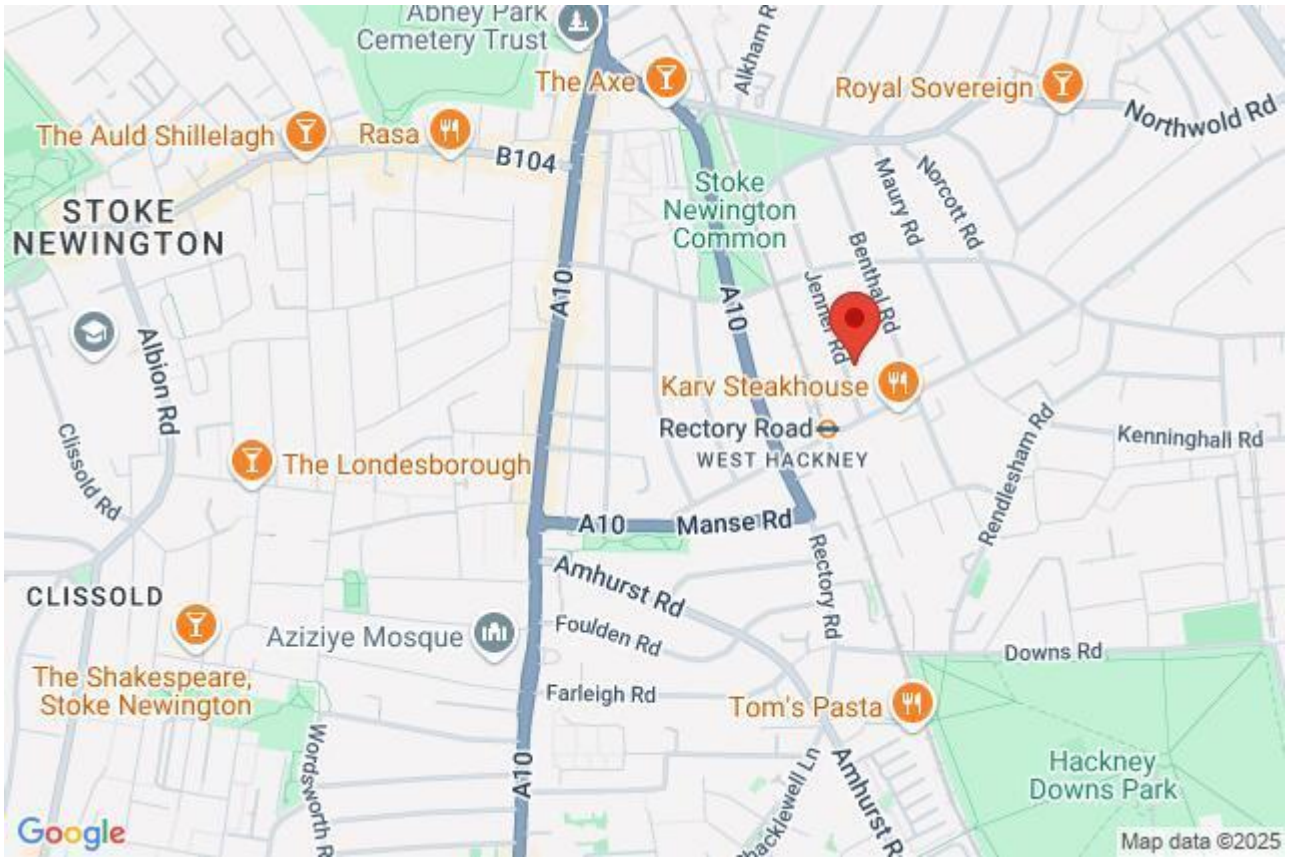 Abney Park
Cemetery Trust
The Axe
Alkham R
Royal Sovereign
Northwold Rd
The Auld Shillelagh
Rasa
B104
STOKE
NEWINGTON
Stoke
Newington
Common
Maury Rd
Norcott Rd
Benthal Rd
Jenner Rd
A10
A10
Albion Rd
Clissold Rd
Karv Steakhouse
Rectory Road
WEST HACKNEY
Kenninghall Rd
Rendlesham Rd
The Londesborough
A10
Manse Rd
Rectory Rd
Amhurst Rd
CLISSOLD
Aziziye Mosque
Foulden Rd
Downs Rd
The Shakespeare,
Stoke Newington
Farleigh Rd
Tom's Pasta
Wordsworth R
A10
Shacklewell Ln
Amhurst R
Hackney
Downs Park
Google
Map data ©2025